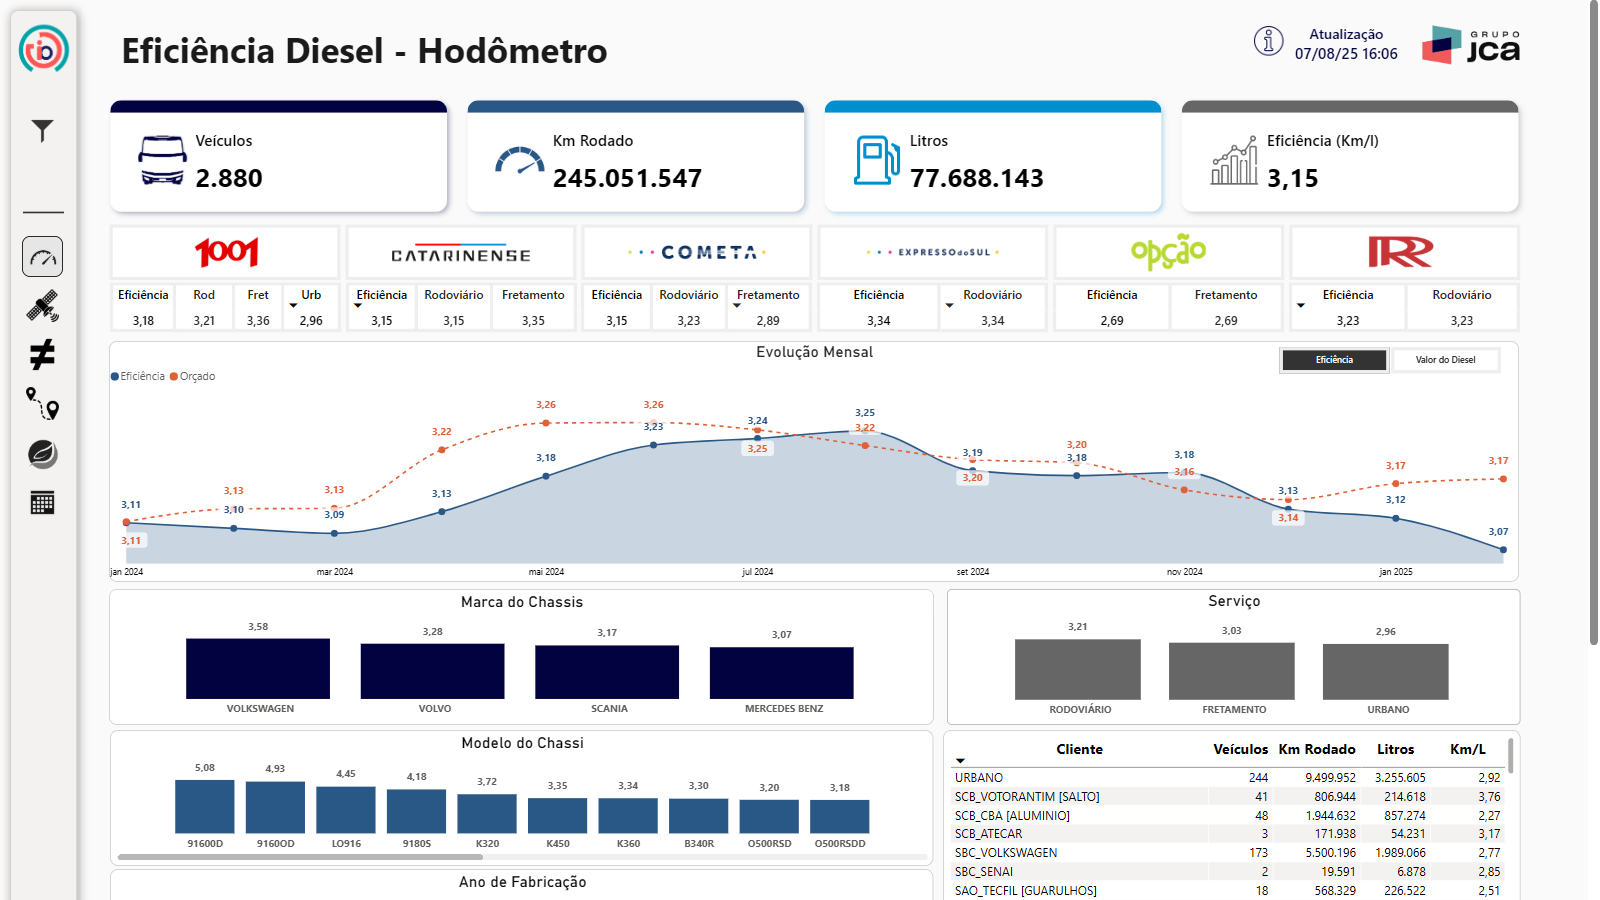 Eficiência Diesel - Hodômetro
Atualização
07/08/25 16:06
GRUPO
jca
Veículos
2.880
Km Rodado
245.051.547
Litros
77.688.143
Eficiência (Km/l)
3,15
1001
CATARINENSE
COMETA
EXPRESSO do SUL
opção
RR
Eficiência Rod Fret Urb
3,18 3,21 3,36 2,96
Eficiência Rodoviário Fretamento
3,15 3,15 3,35
Eficiência Rodoviário Fretamento
3,15 3,23 2,89
Eficiência Rodoviário
3,34 3,34
Eficiência Fretamento
2,69 2,69
Eficiência Rodoviário
3,23 3,23
Evolução Mensal
Eficiência Valor do Diesel
Eficiência Orçado
3,11 3,10 3,09 3,13 3,18 3,23 3,24 3,25 3,19 3,18 3,18 3,13 3,12 3,07
3,11 3,13 3,13 3,22 3,26 3,26 3,25 3,22 3,20 3,20 3,16 3,14 3,17 3,17
jan 2024 mar 2024 mai 2024 jul 2024 set 2024 nov 2024 jan 2025
Marca do Chassis
3,58 3,28 3,17 3,07
VOLKSWAGEN VOLVO SCANIA MERCEDES BENZ
Serviço
3,21 3,03 2,96
RODOVIÁRIO FRETAMENTO URBANO
Modelo do Chassi
5,08 4,93 4,45 4,18 3,72 3,35 3,34 3,30 3,20 3,18
91600D 9160OD LO916 9180S K320 K450 K360 B340R O500RSD O500RSDD
Ano de Fabricação
Cliente Veículos Km Rodado Litros Km/L
URBANO 244 9.499.952 3.255.605 2,92
SCB_VOTORANTIM [SALTO] 41 806.944 214.618 3,76
SCB_CBA [ALUMINIO] 48 1.944.632 857.274 2,27
SCB_ATECAR 3 171.938 54.231 3,17
SBC_VOLKSWAGEN 173 5.500.196 1.989.066 2,77
SBC_SENAI 2 19.591 6.878 2,85
SAO_TECFIL [GUARULHOS] 18 568.329 226.522 2,51